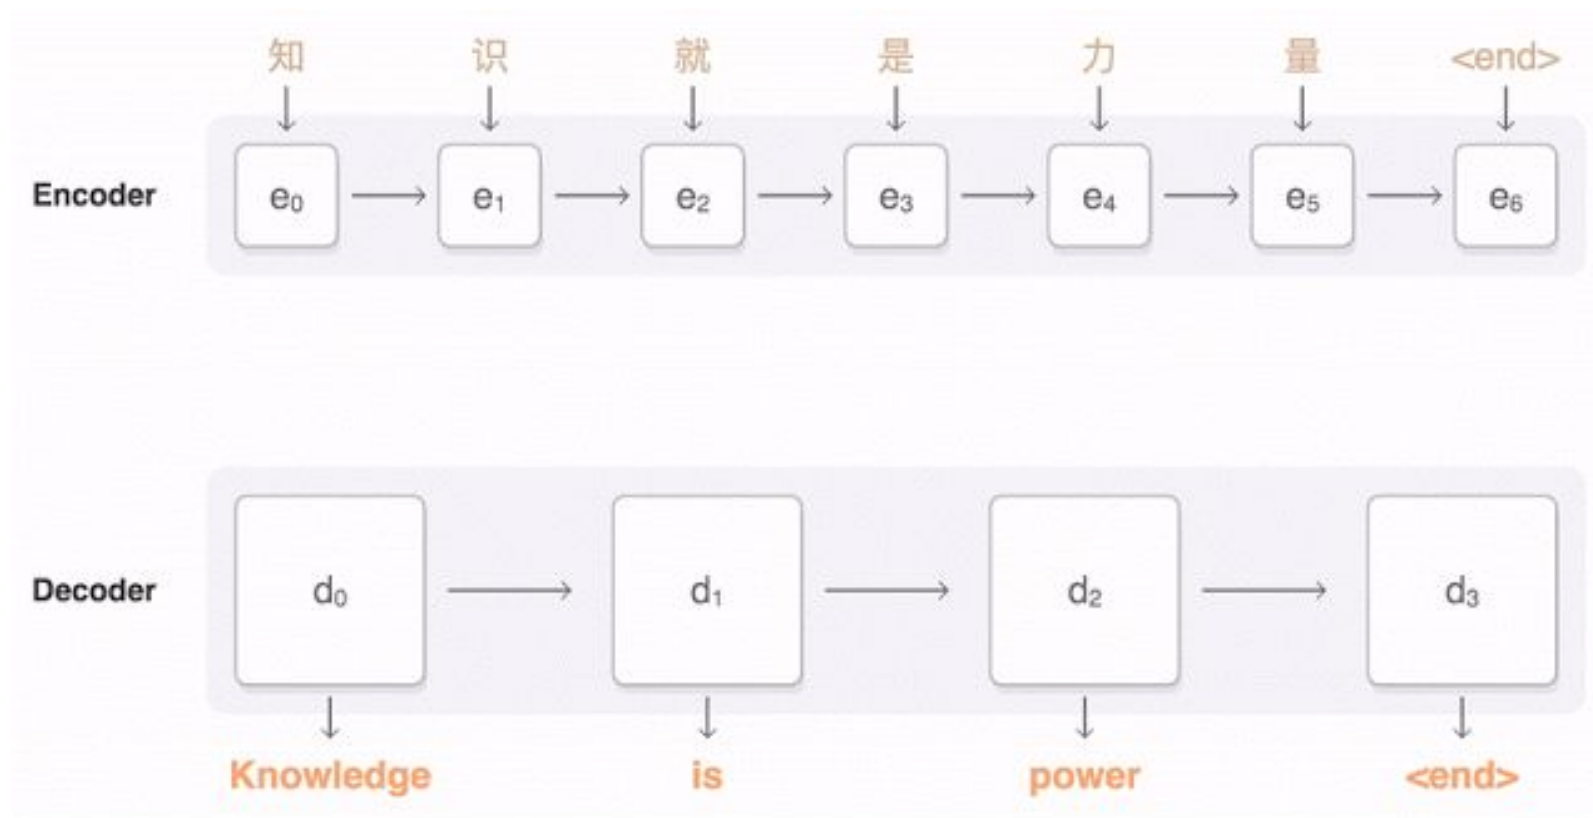 知 识 就 是 力 量 <end>
Encoder e₀ e₁ e₂ e₃ e₄ e₅ e₆
Decoder d₀ d₁ d₂ d₃
Knowledge is power <end>